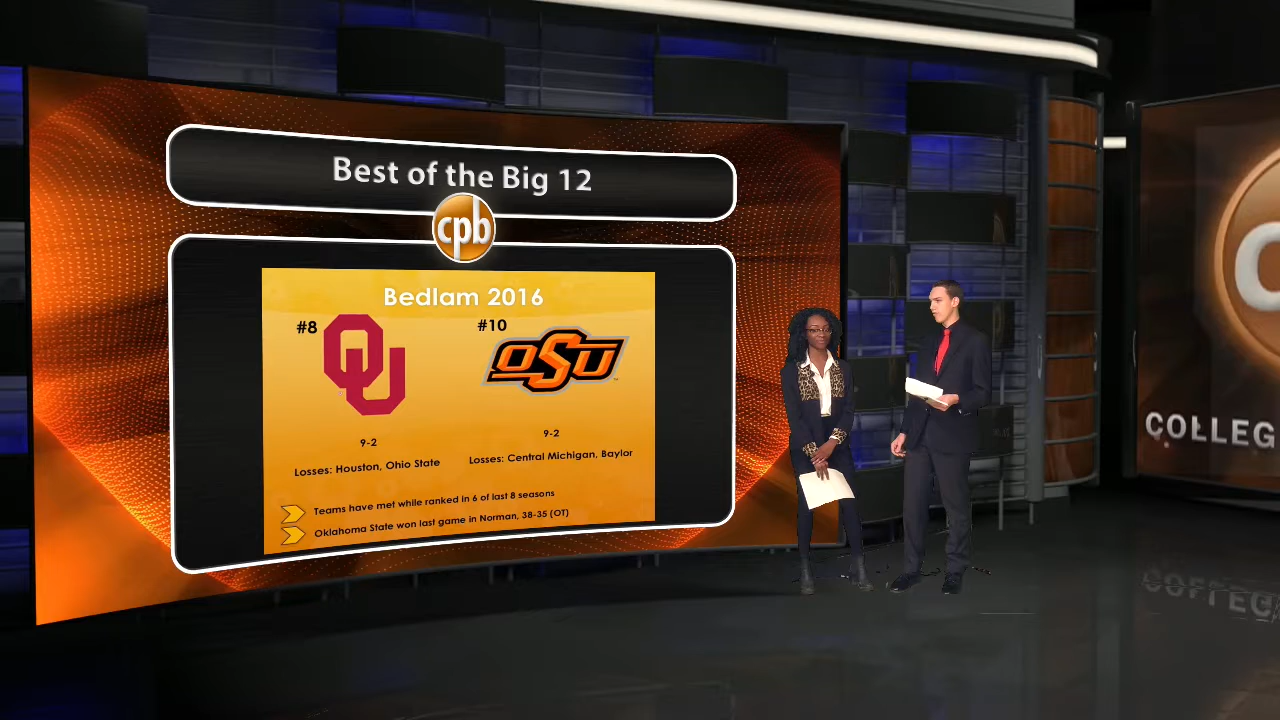 Best of the Big 12
cpb
Bedlam 2016
#8
OU
#10
OSU
9-2
9-2
Losses: Houston, Ohio State
Losses: Central Michigan, Baylor
Teams have met while ranked in 6 of last 8 seasons
Oklahoma State won last game in Norman, 38-35 (OT)
COLLEG